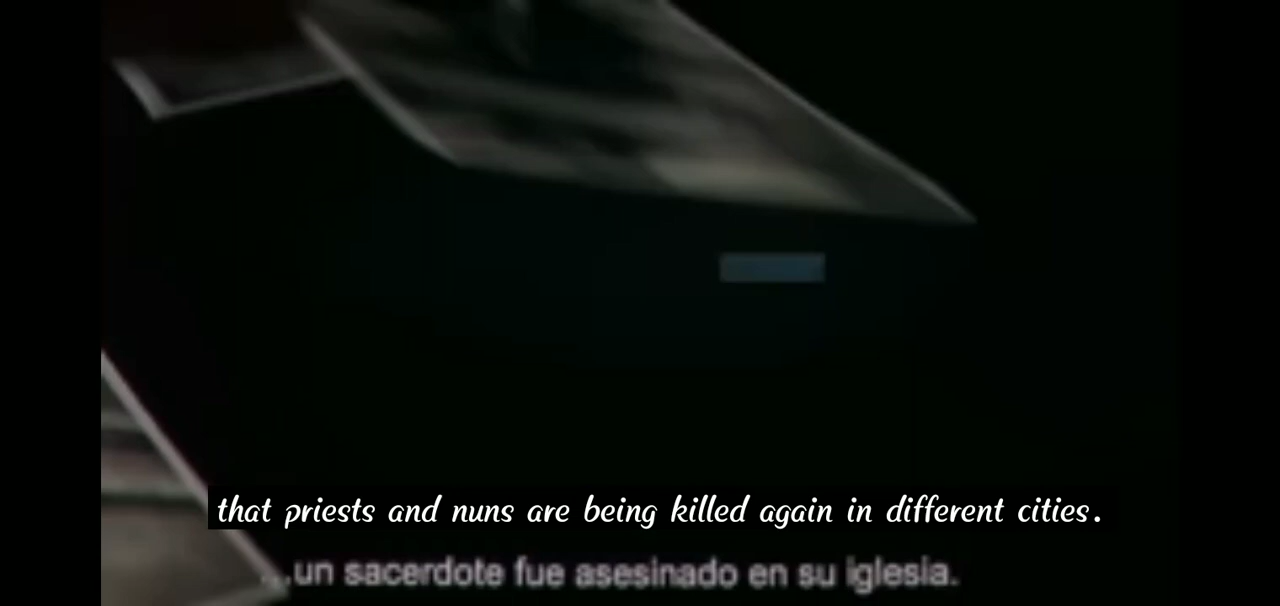 that priests and nuns are being killed again in different cities.
...un sacerdote fue asesinado en su iglesia.